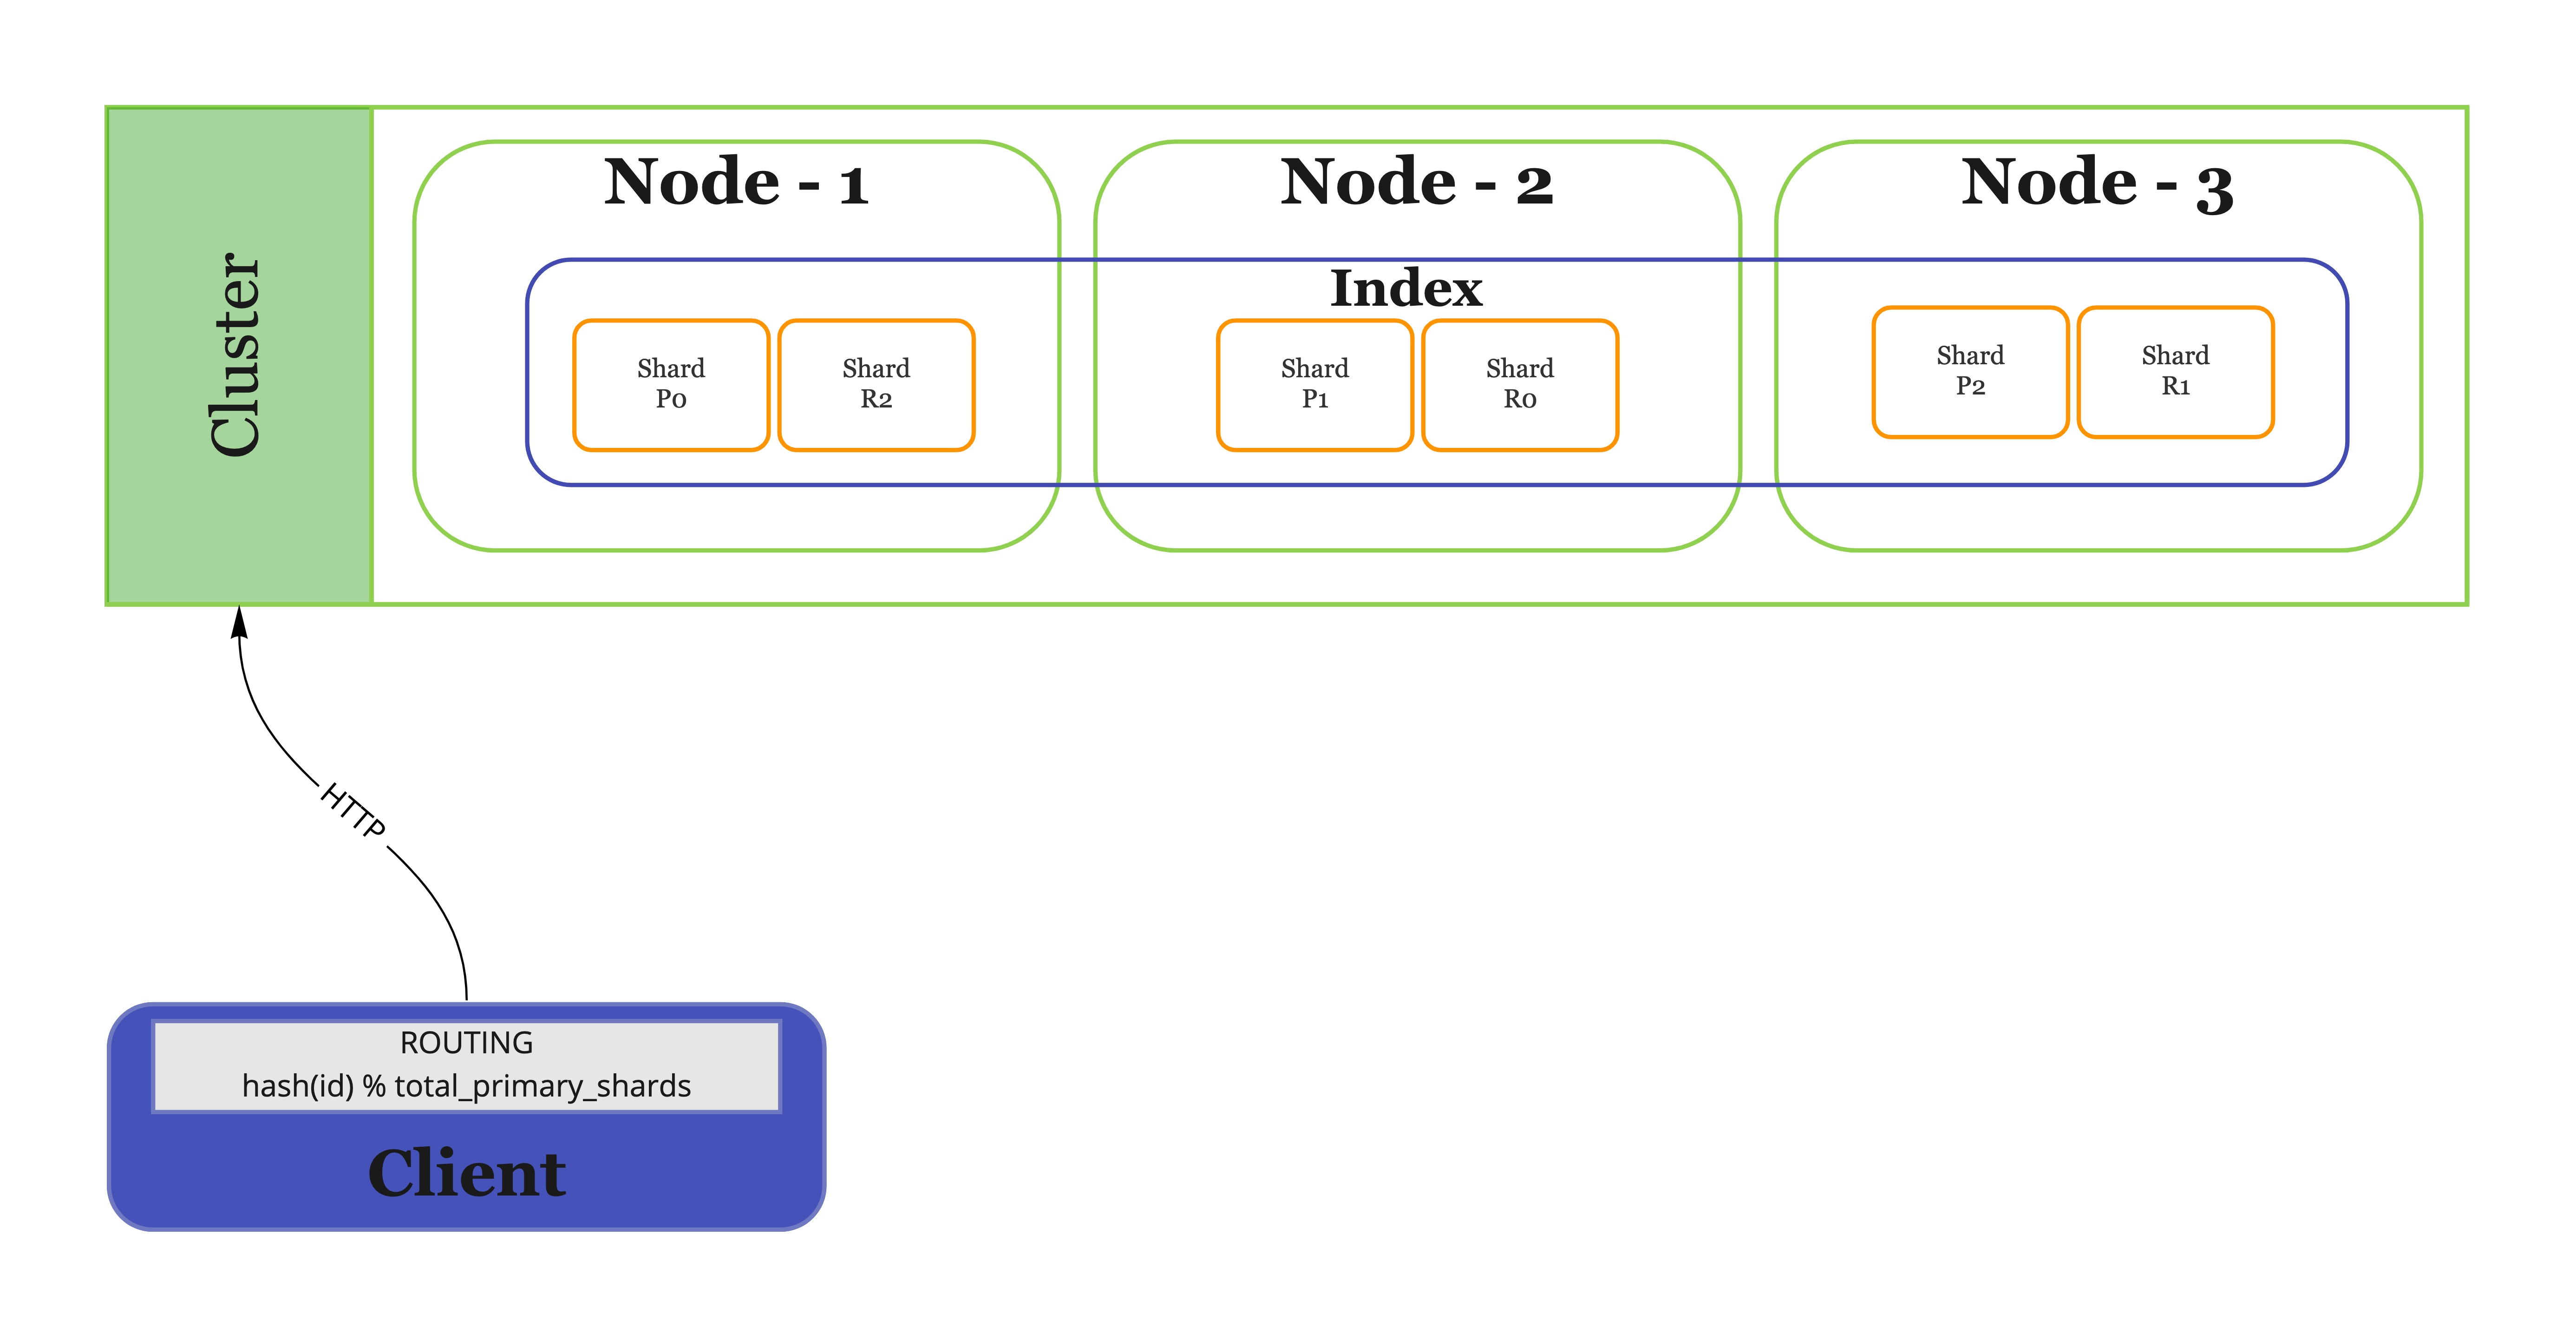 Cluster
Node - 1
Node - 2
Node - 3
Index
Shard
P0
Shard
R2
Shard
P1
Shard
R0
Shard
P2
Shard
R1
HTTP
ROUTING
hash(id) % total_primary_shards
Client